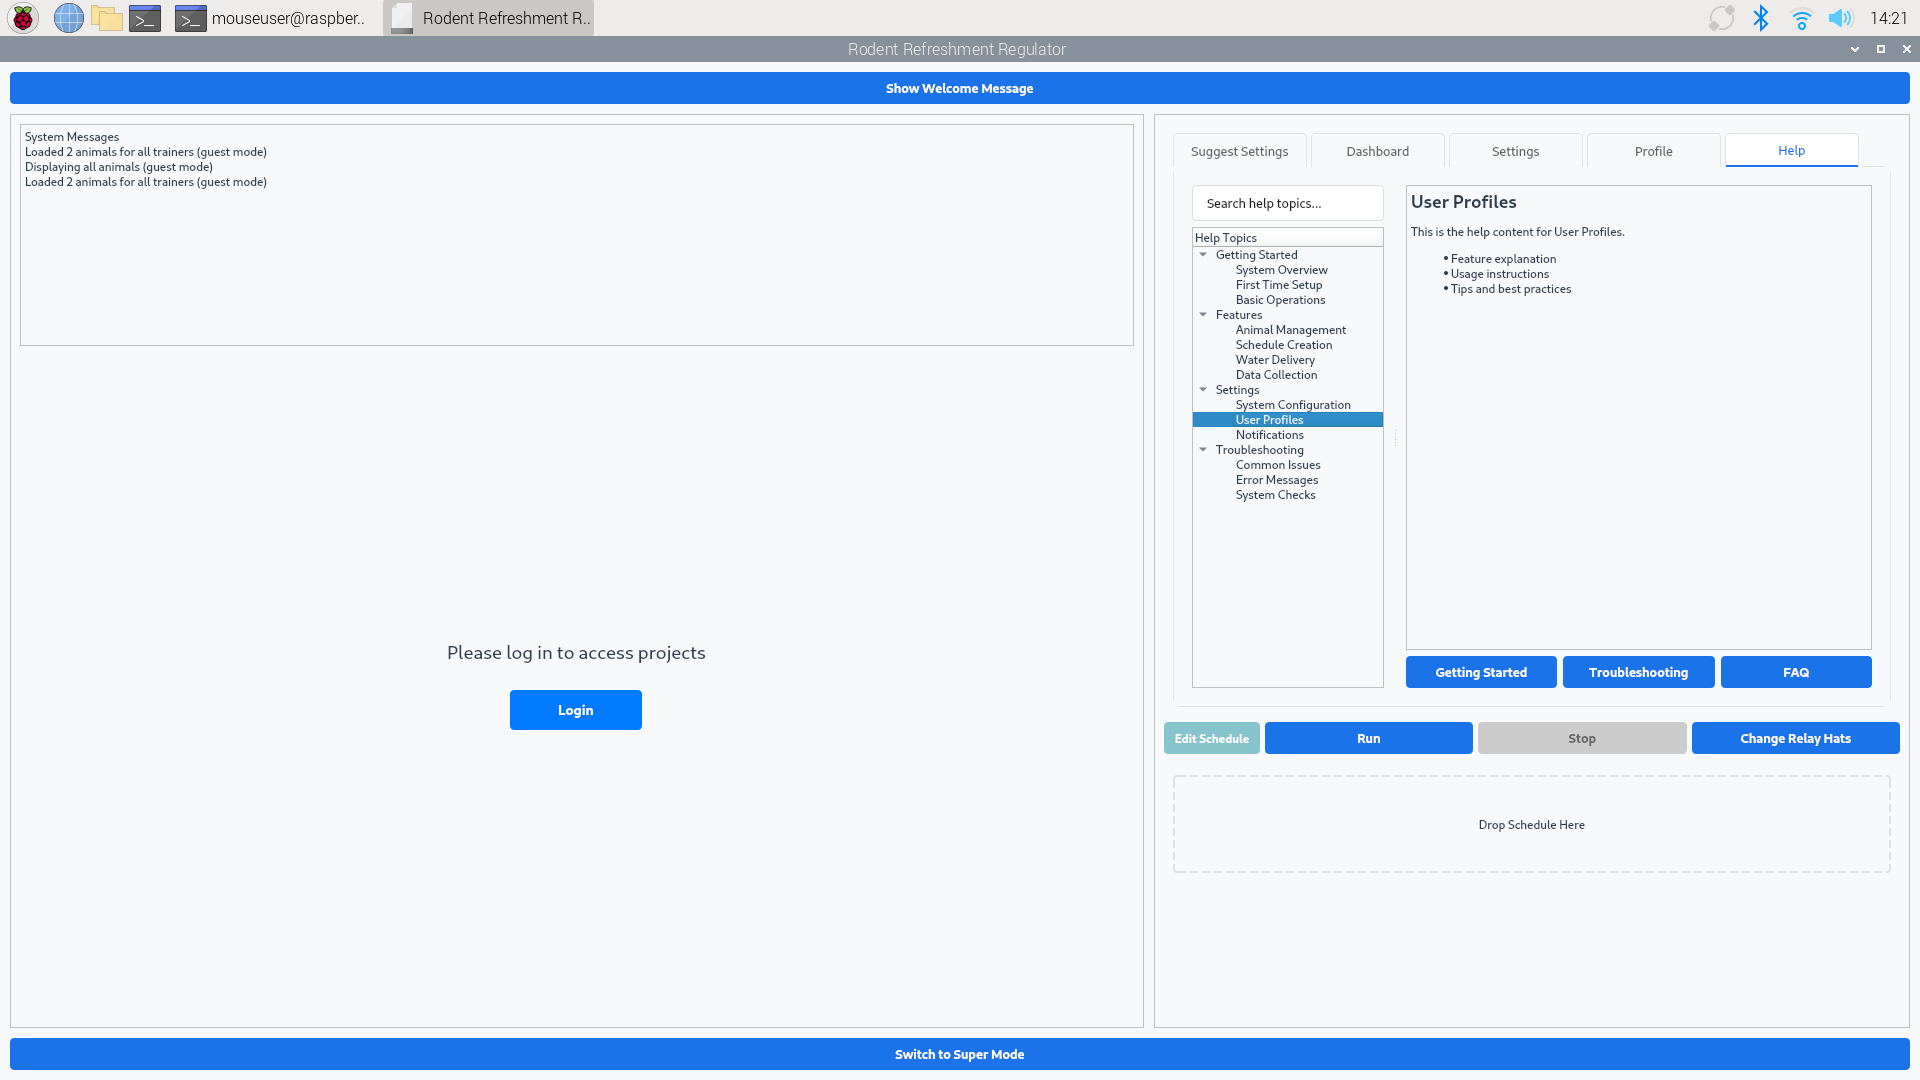 mouseuser@raspber..
Rodent Refreshment R..
14:21
Rodent Refreshment Regulator
Show Welcome Message
System Messages
Loaded 2 animals for all trainers (guest mode)
Displaying all animals (guest mode)
Loaded 2 animals for all trainers (guest mode)
Please log in to access projects
Login
Suggest Settings
Dashboard
Settings
Profile
Help
Search help topics...
Help Topics
Getting Started
System Overview
First Time Setup
Basic Operations
Features
Animal Management
Schedule Creation
Water Delivery
Data Collection
Settings
System Configuration
User Profiles
Notifications
Troubleshooting
Common Issues
Error Messages
System Checks
User Profiles
This is the help content for User Profiles.
• Feature explanation
• Usage instructions
• Tips and best practices
Getting Started
Troubleshooting
FAQ
Edit Schedule
Run
Stop
Change Relay Hats
Drop Schedule Here
Switch to Super Mode